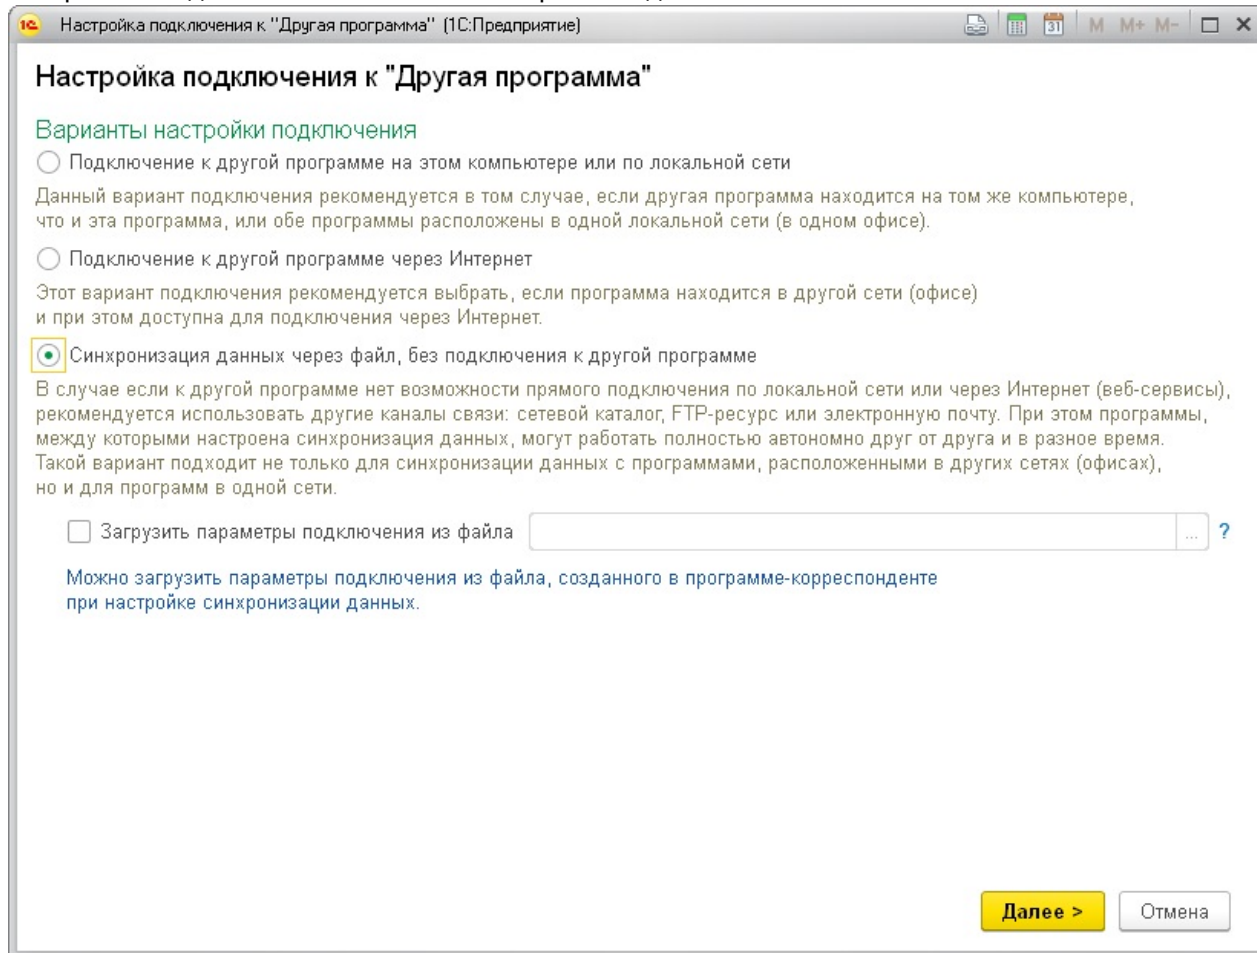 Настройка подключения к "Другая программа" (1С:Предприятие)
31 M M+ M-
Настройка подключения к "Другая программа"
Варианты настройки подключения
Подключение к другой программе на этом компьютере или по локальной сети
Данный вариант подключения рекомендуется в том случае, если другая программа находится на том же компьютере,
что и эта программа, или обе программы расположены в одной локальной сети (в одном офисе).
Подключение к другой программе через Интернет
Этот вариант подключения рекомендуется выбрать, если программа находится в другой сети (офисе)
и при этом доступна для подключения через Интернет.
Синхронизация данных через файл, без подключения к другой программе
В случае если к другой программе нет возможности прямого подключения по локальной сети или через Интернет (веб-сервисы),
рекомендуется использовать другие каналы связи: сетевой каталог, FTP-ресурс или электронную почту. При этом программы,
между которыми настроена синхронизация данных, могут работать полностью автономно друг от друга и в разное время.
Такой вариант подходит не только для синхронизации данных с программами, расположенными в других сетях (офисах),
но и для программ в одной сети.
Загрузить параметры подключения из файла ... ?
Можно загрузить параметры подключения из файла, созданного в программе-корреспонденте
при настройке синхронизации данных.
Далее > Отмена